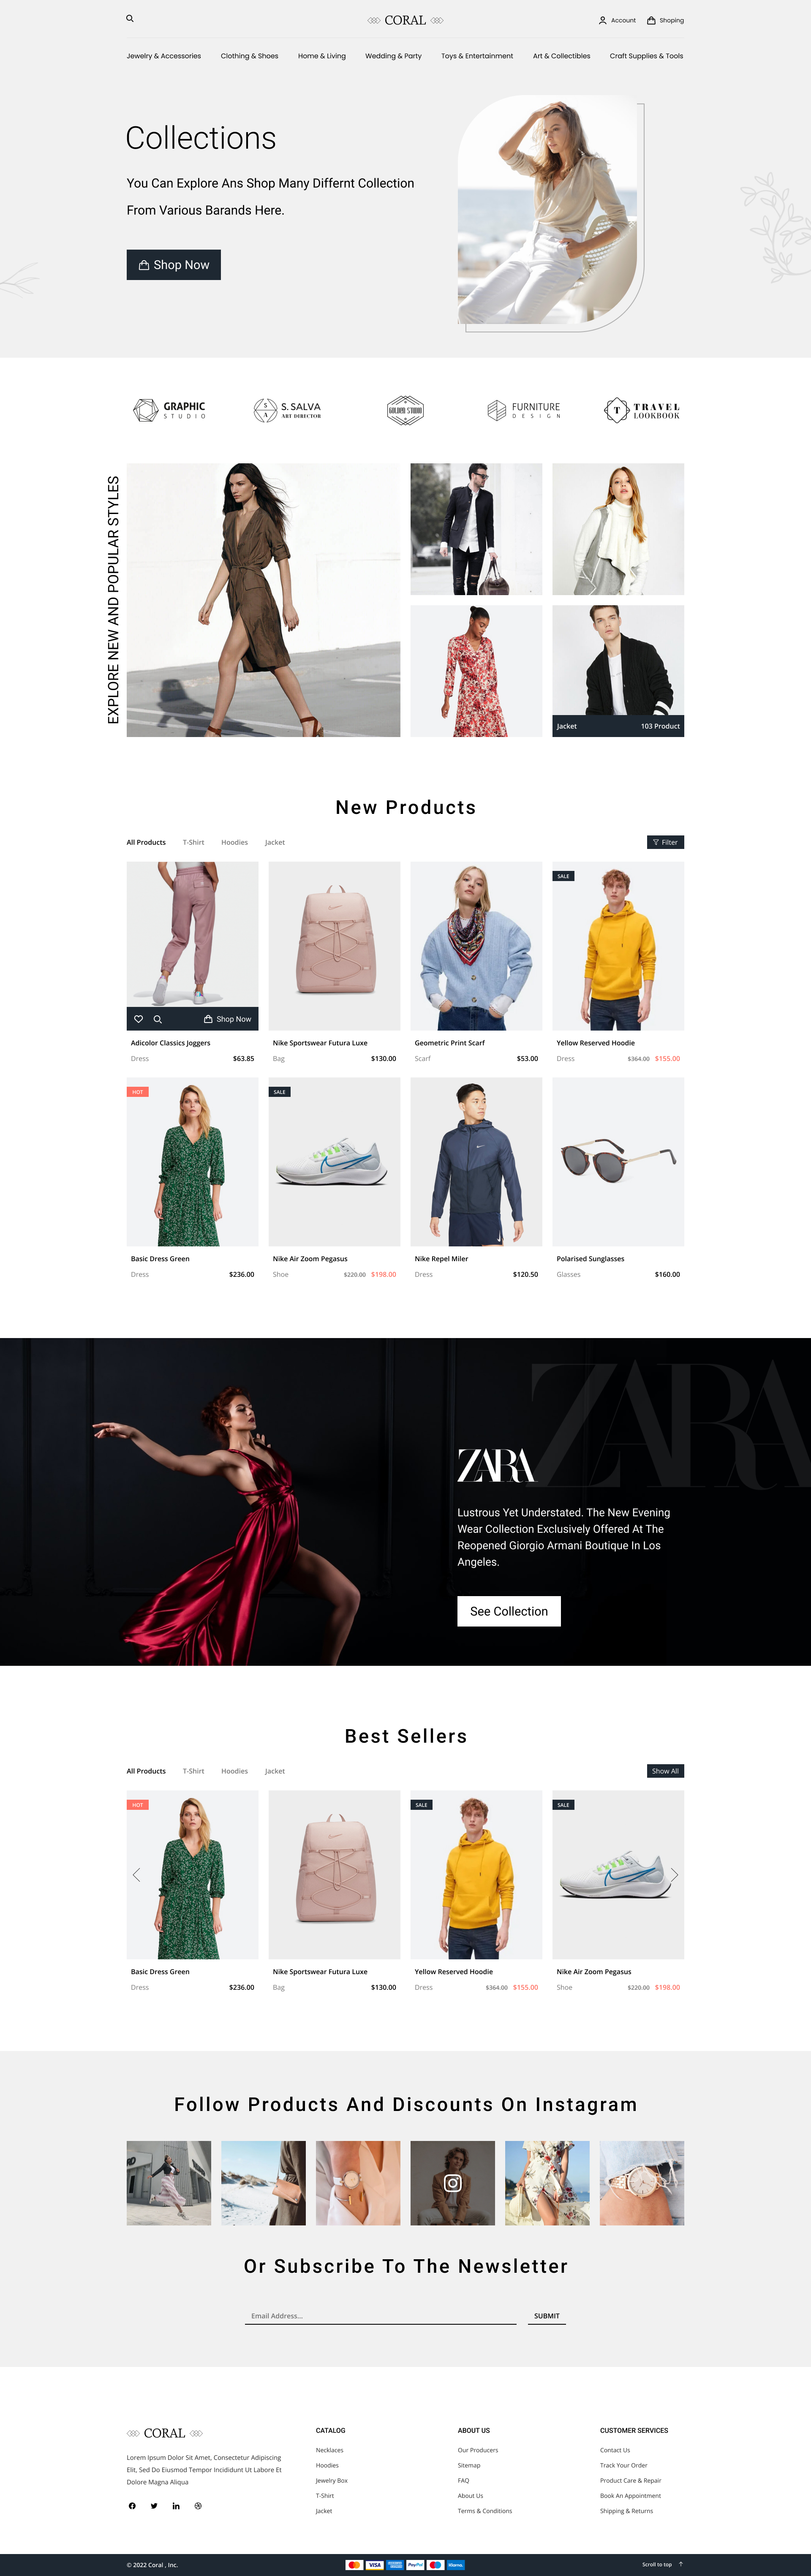 CORAL
Account
Shoping
Jewelry & Accessories
Clothing & Shoes
Home & Living
Wedding & Party
Toys & Entertainment
Art & Collectibles
Craft Supplies & Tools
Collections
You Can Explore Ans Shop Many Differnt Collection
From Various Barands Here.
Shop Now
GRAPHIC
STUDIO
S
A
S. SALVA
ART DIRECTOR
GOLDEN STUDIO
FURNITURE
DESIGN
T
TRAVEL
LOOKBOOK
EXPLORE NEW AND POPULAR STYLES
Jacket
103 Product
New Products
All Products
T-Shirt
Hoodies
Jacket
Filter
Shop Now
Adicolor Classics Joggers
Dress
$63.85
Nike Sportswear Futura Luxe
Bag
$130.00
Geometric Print Scarf
Scarf
$53.00
SALE
Yellow Reserved Hoodie
Dress
$364.00
$155.00
HOT
Basic Dress Green
Dress
$236.00
SALE
Nike Air Zoom Pegasus
Shoe
$220.00
$198.00
Nike Repel Miler
Dress
$120.50
Polarised Sunglasses
Glasses
$160.00
ZARA
ZARA
Lustrous Yet Understated. The New Evening
Wear Collection Exclusively Offered At The
Reopened Giorgio Armani Boutique In Los
Angeles.
See Collection
Best Sellers
All Products
T-Shirt
Hoodies
Jacket
Show All
HOT
Basic Dress Green
Dress
$236.00
Nike Sportswear Futura Luxe
Bag
$130.00
SALE
Yellow Reserved Hoodie
Dress
$364.00
$155.00
SALE
Nike Air Zoom Pegasus
Shoe
$220.00
$198.00
Follow Products And Discounts On Instagram
Or Subscribe To The Newsletter
Email Address...
SUBMIT
CORAL
Lorem Ipsum Dolor Sit Amet, Consectetur Adipiscing
Elit, Sed Do Eiusmod Tempor Incididunt Ut Labore Et
Dolore Magna Aliqua
CATALOG
Necklaces
Hoodies
Jewelry Box
T-Shirt
Jacket
ABOUT US
Our Producers
Sitemap
FAQ
About Us
Terms & Conditions
CUSTOMER SERVICES
Contact Us
Track Your Order
Product Care & Repair
Book An Appointment
Shipping & Returns
© 2022 Coral , Inc.
VISA
AMERICAN EXPRESS
PayPal
Klarna.
Scroll to top